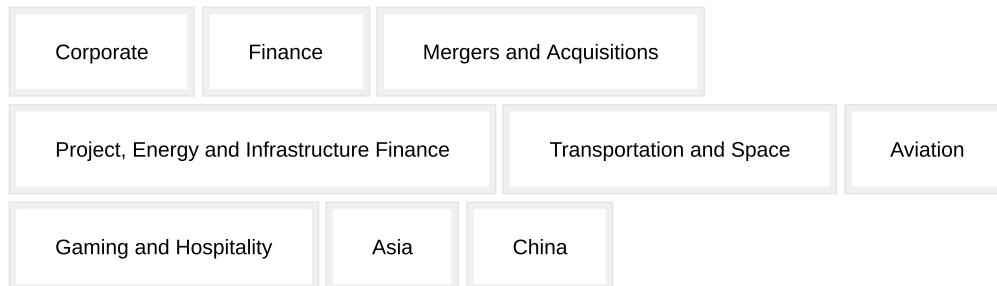 Corporate Finance Mergers and Acquisitions
Project, Energy and Infrastructure Finance Transportation and Space Aviation
Gaming and Hospitality Asia China